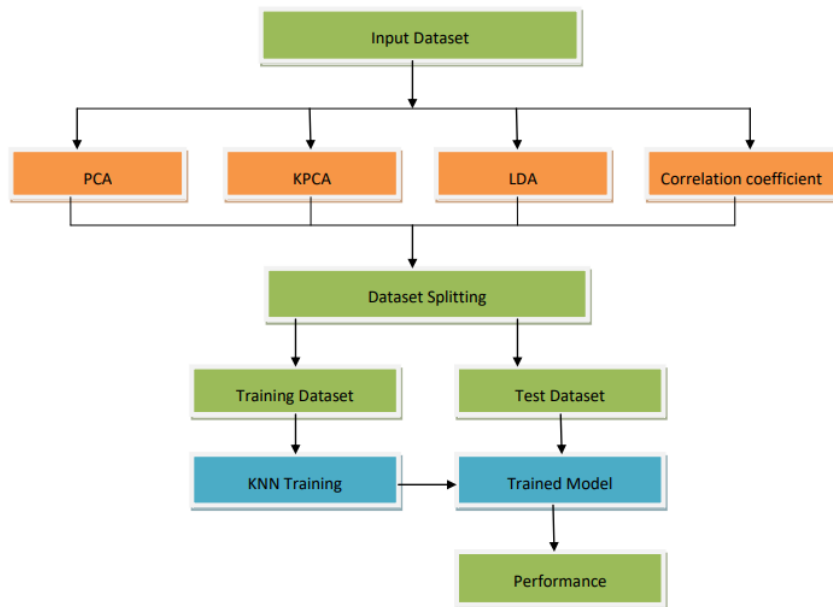 Input Dataset
PCA
KPCA
LDA
Correlation coefficient
Dataset Splitting
Training Dataset
Test Dataset
KNN Training
Trained Model
Performance